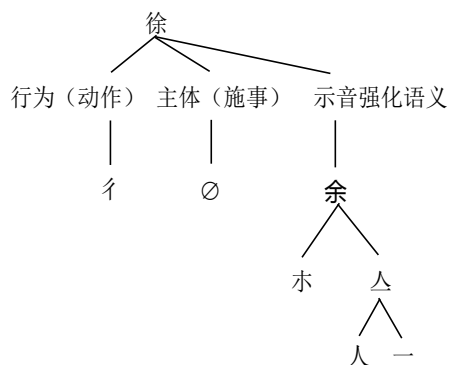 徐
行为（动作） 主体（施事） 示音强化语义
彳 ∅ 余
朩 亼
人 一